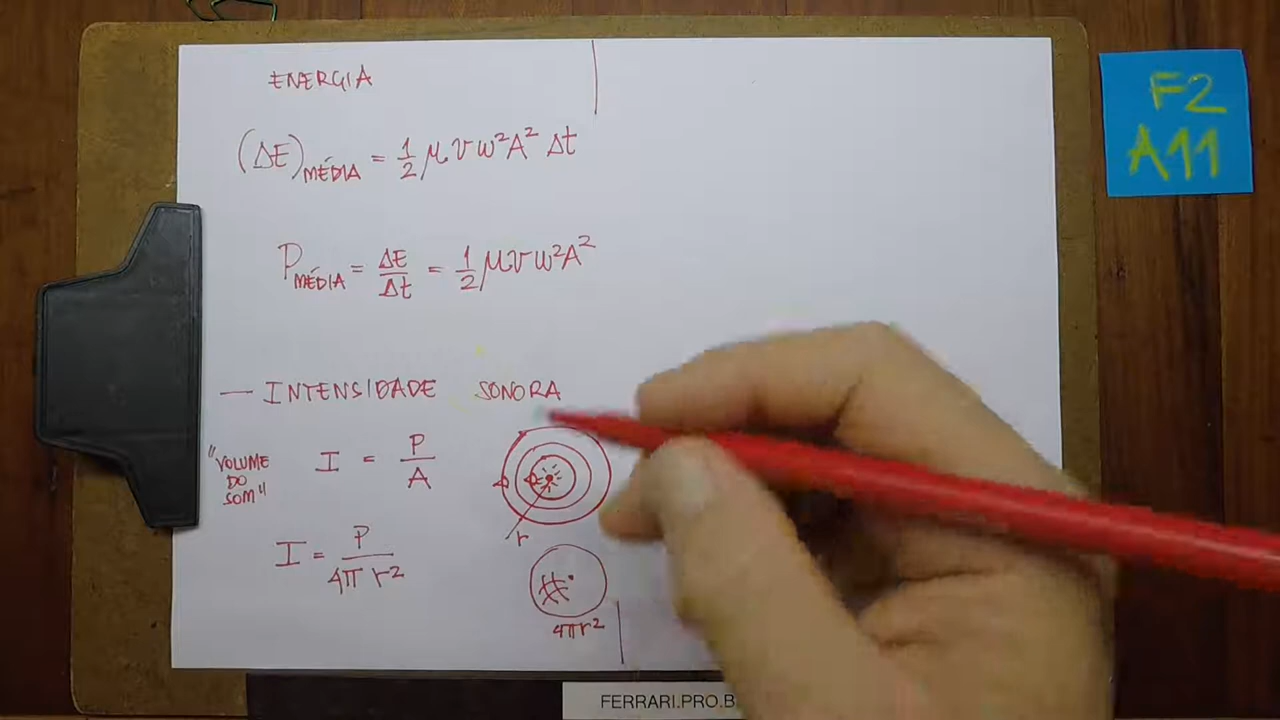 ENERGIA
(ΔE)MÉDIA = 1/2 μ v ω² A² Δt
PMÉDIA = ΔE/Δt = 1/2 μ v ω² A²
— INTENSIDADE SONORA
"VOLUME
DO
SOM"
I = P/A
r
I = P/4π r²
4πr²
F2
A11
FERRARI.PRO.B